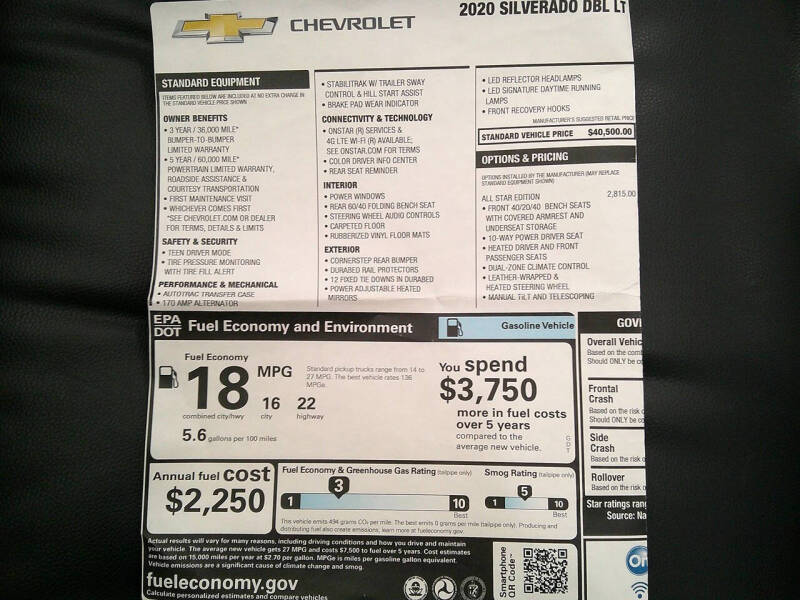 CHEVROLET
2020 SILVERADO DBL LT
STANDARD EQUIPMENT
ITEMS FEATURED BELOW ARE INCLUDED AT NO EXTRA CHARGE IN
THE STANDARD VEHICLE PRICE SHOWN
OWNER BENEFITS
• 3 YEAR / 36,000 MILE*
BUMPER-TO-BUMPER
LIMITED WARRANTY
• 5 YEAR / 60,000 MILE*
POWERTRAIN LIMITED WARRANTY,
ROADSIDE ASSISTANCE &
COURTESY TRANSPORTATION
• FIRST MAINTENANCE VISIT
• WHICHEVER COMES FIRST
*SEE CHEVROLET.COM OR DEALER
FOR TERMS, DETAILS & LIMITS
SAFETY & SECURITY
• TEEN DRIVER MODE
• TIRE PRESSURE MONITORING
WITH TIRE FILL ALERT
PERFORMANCE & MECHANICAL
• AUTOTRAC TRANSFER CASE
• 170 AMP ALTERNATOR
• STABILITRAK W/ TRAILER SWAY
CONTROL & HILL START ASSIST
• BRAKE PAD WEAR INDICATOR
CONNECTIVITY & TECHNOLOGY
• ONSTAR (R) SERVICES &
4G LTE WI-FI (R) AVAILABLE;
SEE ONSTAR.COM FOR TERMS
• COLOR DRIVER INFO CENTER
• REAR SEAT REMINDER
INTERIOR
• POWER WINDOWS
• REAR 60/40 FOLDING BENCH SEAT
• STEERING WHEEL AUDIO CONTROLS
• CARPETED FLOOR
• RUBBERIZED VINYL FLOOR MATS
EXTERIOR
• CORNERSTEP REAR BUMPER
• DURABED RAIL PROTECTORS
• 12 FIXED TIE DOWNS IN DURABED
• POWER ADJUSTABLE HEATED
MIRRORS
• LED REFLECTOR HEADLAMPS
• LED SIGNATURE DAYTIME RUNNING
LAMPS
• FRONT RECOVERY HOOKS
MANUFACTURER'S SUGGESTED RETAIL PRICE
STANDARD VEHICLE PRICE $40,500.00
OPTIONS & PRICING
OPTIONS INSTALLED BY THE MANUFACTURER (MAY REPLACE
STANDARD EQUIPMENT SHOWN)
ALL STAR EDITION 2,815.00
• FRONT 40/20/40 BENCH SEATS
WITH COVERED ARMREST AND
UNDERSEAT STORAGE
• 10-WAY POWER DRIVER SEAT
• HEATED DRIVER AND FRONT
PASSENGER SEATS
• DUAL-ZONE CLIMATE CONTROL
• LEATHER-WRAPPED &
HEATED STEERING WHEEL
• MANUAL TILT AND TELESCOPING
EPA
DOT
Fuel Economy and Environment
Gasoline Vehicle
Fuel Economy
18 MPG
combined city/hwy
16
city
22
highway
5.6 gallons per 100 miles
Standard pickup trucks range from 14 to
27 MPG. The best vehicle rates 136
MPGe.
You spend
$3,750
more in fuel costs
over 5 years
compared to the
average new vehicle.
GDT
Annual fuel cost
$2,250
Fuel Economy & Greenhouse Gas Rating (tailpipe only)
3
1
10
Best
Smog Rating (tailpipe only)
5
1
10
Best
This vehicle emits 494 grams CO₂ per mile. The best emits 0 grams per mile (tailpipe only). Producing and
distributing fuel also create emissions; learn more at fueleconomy.gov.
Actual results will vary for many reasons, including driving conditions and how you drive and maintain
your vehicle. The average new vehicle gets 27 MPG and costs $7,500 to fuel over 5 years. Cost estimates
are based on 15,000 miles per year at $2.70 per gallon. MPGe is miles per gasoline gallon equivalent.
Vehicle emissions are a significant cause of climate change and smog.
fueleconomy.gov
Calculate personalized estimates and compare vehicles
Smartphone
QR Code™
GOV
Overall Vehic
Based on the com
Should ONLY be co
Frontal
Crash
Based on the risk o
Should ONLY be co
Side
Crash
Based on the risk o
Rollover
Based on the risk o
Star ratings ran
Source: Na
On